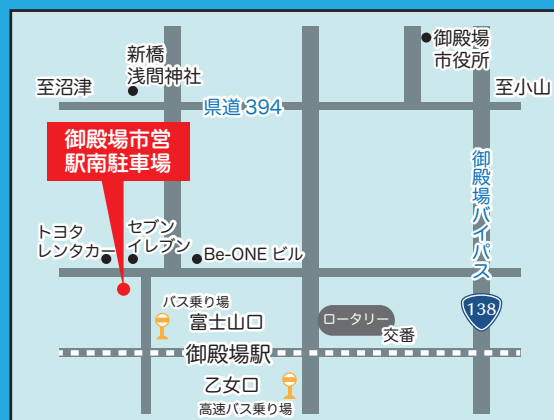 新橋
浅間神社
御殿場
市役所
至沼津
至小山
県道394
御殿場市営
駅南駐車場
御殿場バイパス
トヨタ
レンタカー
セブン
イレブン
Be-ONEビル
バス乗り場
富士山口
ロータリー
交番
138
御殿場駅
乙女口
高速バス乗り場